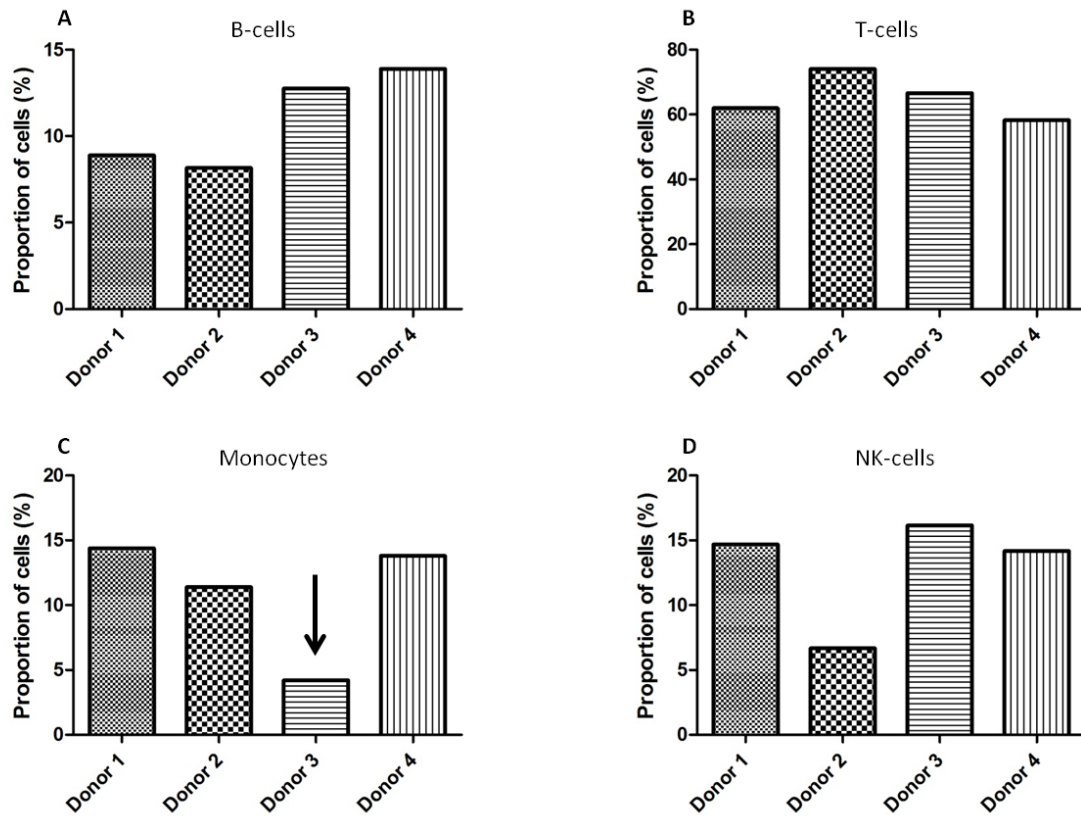 A
B-cells
Proportion of cells (%)
15
10
5
0
Donor 1
Donor 2
Donor 3
Donor 4
B
T-cells
Proportion of cells (%)
80
60
40
20
0
Donor 1
Donor 2
Donor 3
Donor 4
C
Monocytes
Proportion of cells (%)
20
15
10
5
0
Donor 1
Donor 2
Donor 3
Donor 4
D
NK-cells
Proportion of cells (%)
20
15
10
5
0
Donor 1
Donor 2
Donor 3
Donor 4